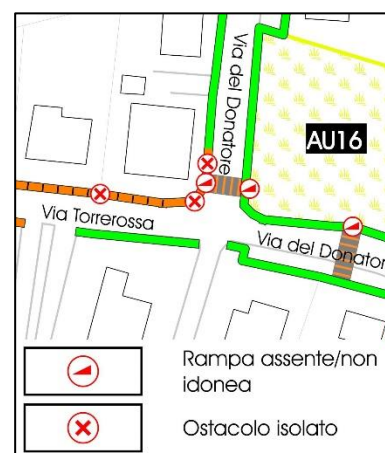 Via del Donatore
AU16
Via Torrerossa
Via del Donator
Rampa assente/non
idonea
Ostacolo isolato